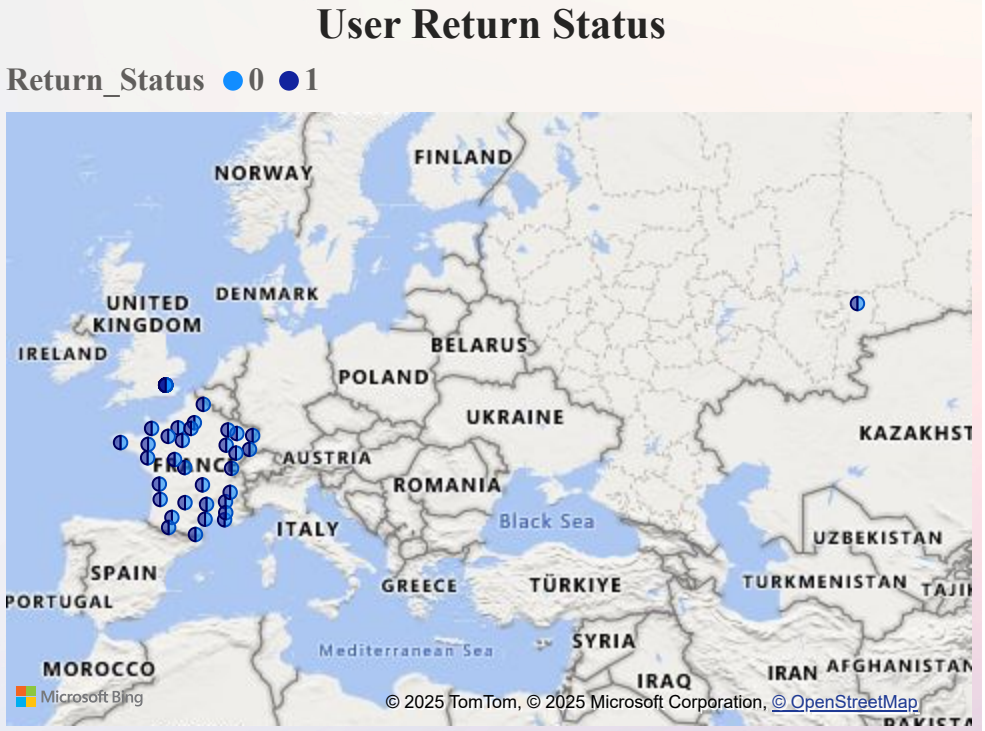 User Return Status
Return_Status 0 1
FINLAND
NORWAY
DENMARK
UNITED
KINGDOM
IRELAND
BELARUS
POLAND
UKRAINE
KAZAKHST
AUSTRIA
FRANC
ROMANIA
Black Sea
ITALY
UZBEKISTAN
SPAIN
GREECE
TÜRKIYE
TURKMENISTAN
TAJIK
PORTUGAL
SYRIA
Mediterranean Sea
MOROCCO
IRAQ
IRAN
AFGHANISTAN
Microsoft Bing
© 2025 TomTom, © 2025 Microsoft Corporation, © OpenStreetMap
PAKISTA